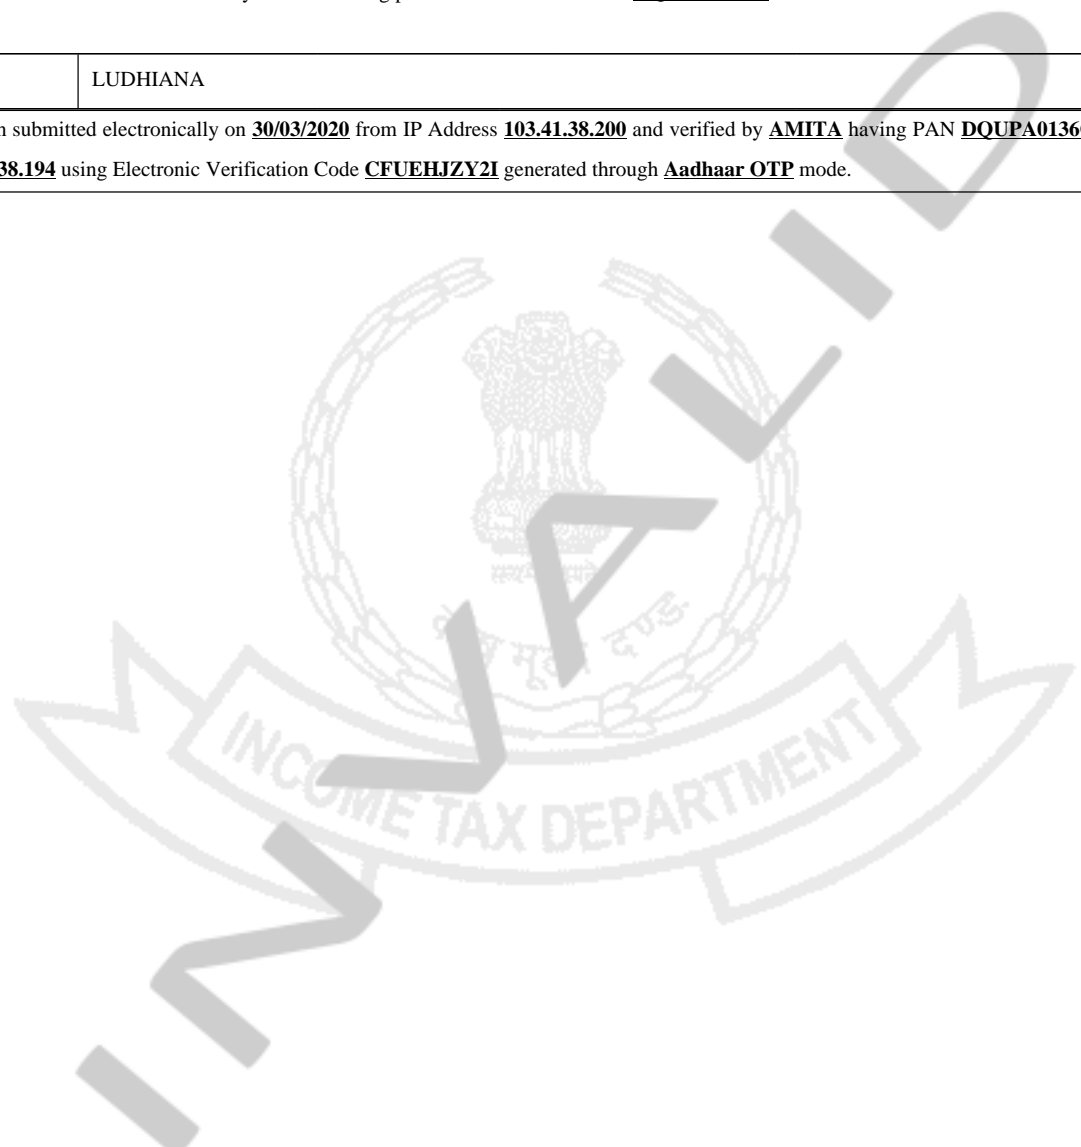 LUDHIANA
n submitted electronically on 30/03/2020 from IP Address 103.41.38.200 and verified by AMITA having PAN DQUPA0136
38.194 using Electronic Verification Code CFUEHJZY2I generated through Aadhaar OTP mode.
INVALID
मूलो दण्डः
INCOME TAX DEPARTMENT